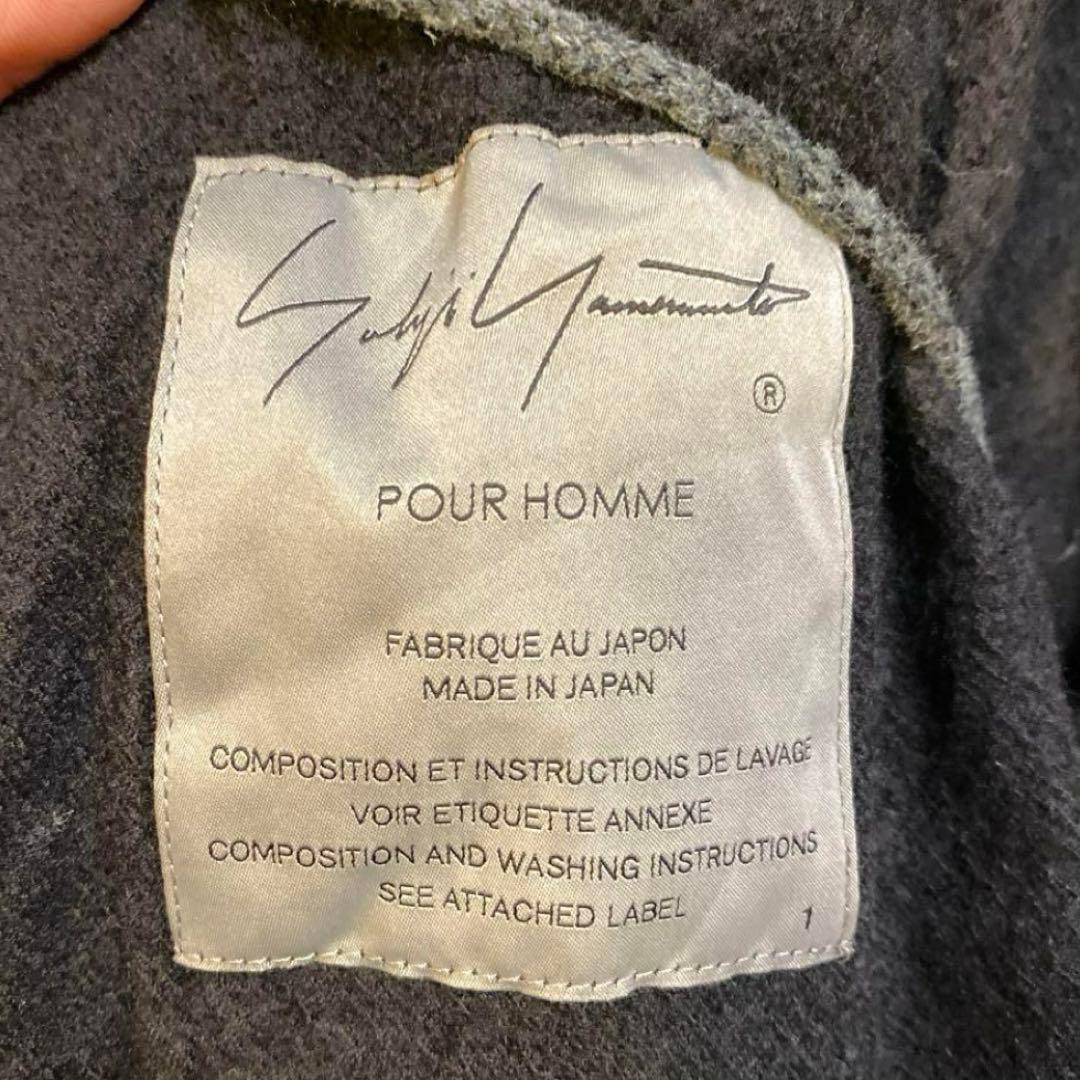 Yohji Yamamoto
®
POUR HOMME
FABRIQUE AU JAPON
MADE IN JAPAN
COMPOSITION ET INSTRUCTIONS DE LAVAGE
VOIR ETIQUETTE ANNEXE
COMPOSITION AND WASHING INSTRUCTIONS
SEE ATTACHED LABEL
1